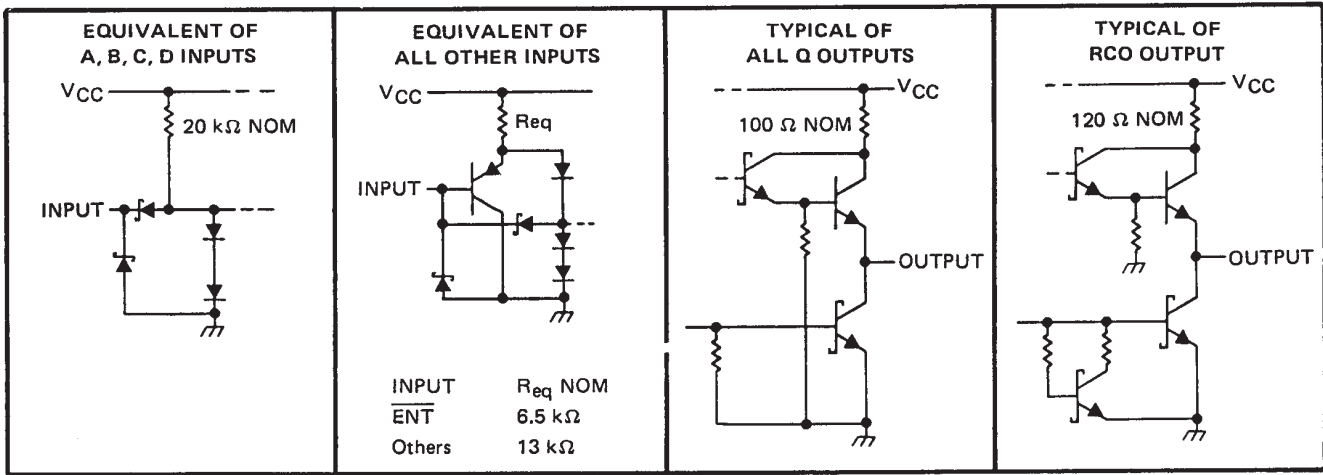 EQUIVALENT OF
A, B, C, D INPUTS
VCC
20 kΩ NOM
INPUT
EQUIVALENT OF
ALL OTHER INPUTS
VCC
Req
INPUT
INPUT Req NOM
E̅N̅T̅ 6.5 kΩ
Others 13 kΩ
TYPICAL OF
ALL Q OUTPUTS
VCC
100 Ω NOM
OUTPUT
TYPICAL OF
RCO OUTPUT
VCC
120 Ω NOM
OUTPUT